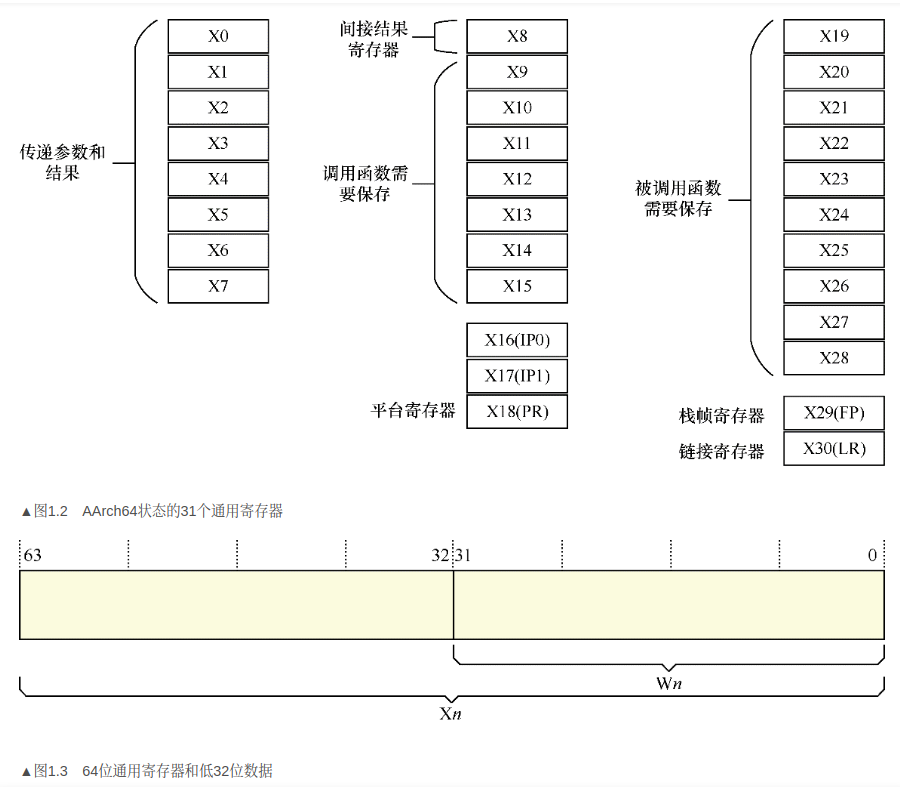 传递参数和
结果
X0
X1
X2
X3
X4
X5
X6
X7
间接结果
寄存器
X8
调用函数需
要保存
X9
X10
X11
X12
X13
X14
X15
X16(IP0)
X17(IP1)
平台寄存器
X18(PR)
被调用函数
需要保存
X19
X20
X21
X22
X23
X24
X25
X26
X27
X28
栈帧寄存器
X29(FP)
链接寄存器
X30(LR)
▲图1.2 AArch64状态的31个通用寄存器
63 32 31 0
Wn
Xn
▲图1.3 64位通用寄存器和低32位数据